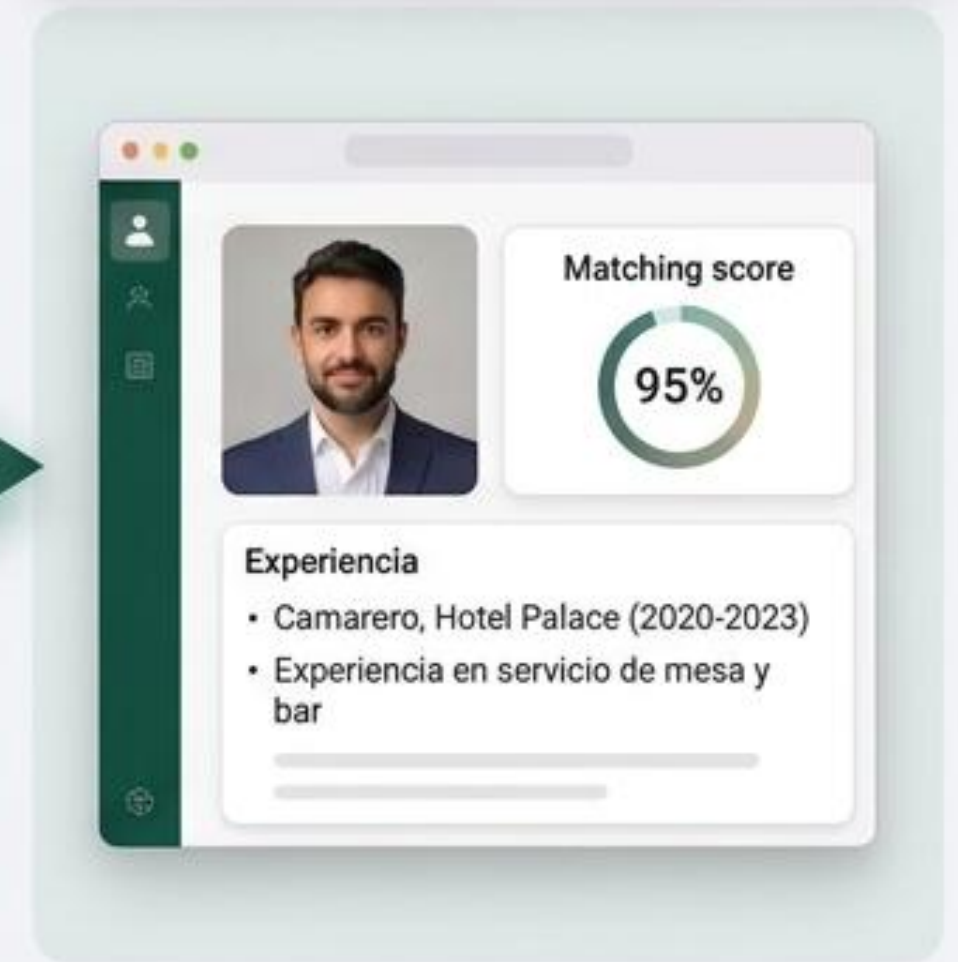 Matching score
95%
Experiencia
• Camarero, Hotel Palace (2020-2023)
• Experiencia en servicio de mesa y
bar